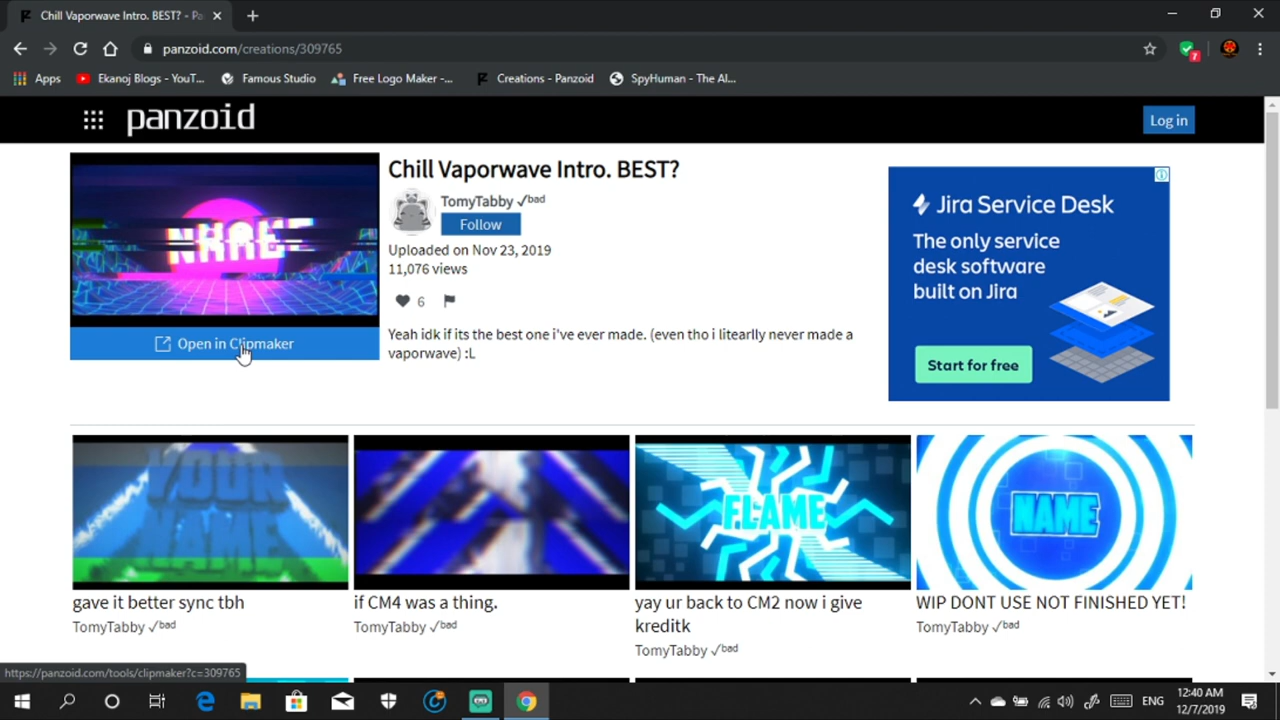 Chill Vaporwave Intro. BEST? - Pa
panzoid.com/creations/309765
7
Apps
Ekanoj Blogs - YouT...
Famous Studio
Free Logo Maker -...
Creations - Panzoid
SpyHuman - The Al...
panzoid
Log in
NAME
Open in Clipmaker
Chill Vaporwave Intro. BEST?
TomyTabby ✓bad
Follow
Uploaded on Nov 23, 2019
11,076 views
6
Yeah idk if its the best one i've ever made. (even tho i litearlly never made a
vaporwave) :L
Jira Service Desk
The only service
desk software
built on Jira
Start for free
YOUR
NAME
FLAME
NAME
gave it better sync tbh
TomyTabby ✓bad
if CM4 was a thing.
TomyTabby ✓bad
yay ur back to CM2 now i give
kreditk
TomyTabby ✓bad
WIP DONT USE NOT FINISHED YET!
TomyTabby ✓bad
https://panzoid.com/tools/clipmaker?c=309765
ENG
12:40 AM
12/7/2019